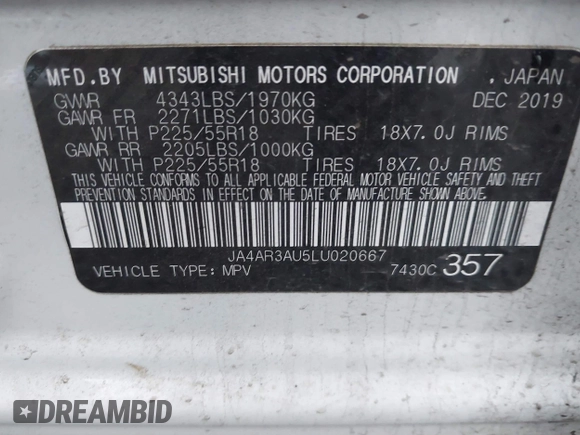 MFD.BY MITSUBISHI MOTORS CORPORATION , JAPAN
GVWR 4343LBS/1970KG DEC 2019
GAWR FR 2271LBS/1030KG
WITH P225/55R18 TIRES 18X7.0J RIMS
GAWR RR 2205LBS/1000KG
WITH P225/55R18 TIRES 18X7.0J RIMS
THIS VEHICLE CONFORMS TO ALL APPLICABLE FEDERAL MOTOR VEHICLE SAFETY AND THEFT
PREVENTION STANDARDS IN EFFECT ON THE DATE OF MANUFACTURE SHOWN ABOVE.
JA4AR3AU5LU020667
VEHICLE TYPE: MPV 7430C 357
DREAMBID